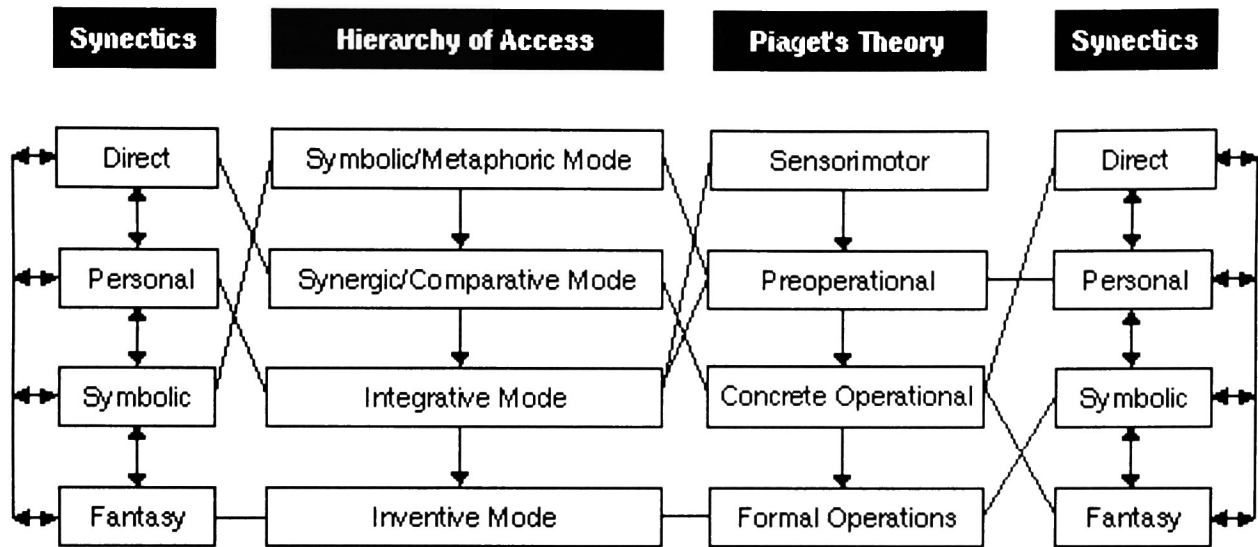 Synectics Hierarchy of Access Piaget's Theory Synectics
Direct Symbolic/Metaphoric Mode Sensorimotor Direct
Personal Synergic/Comparative Mode Preoperational Personal
Symbolic Integrative Mode Concrete Operational Symbolic
Fantasy Inventive Mode Formal Operations Fantasy